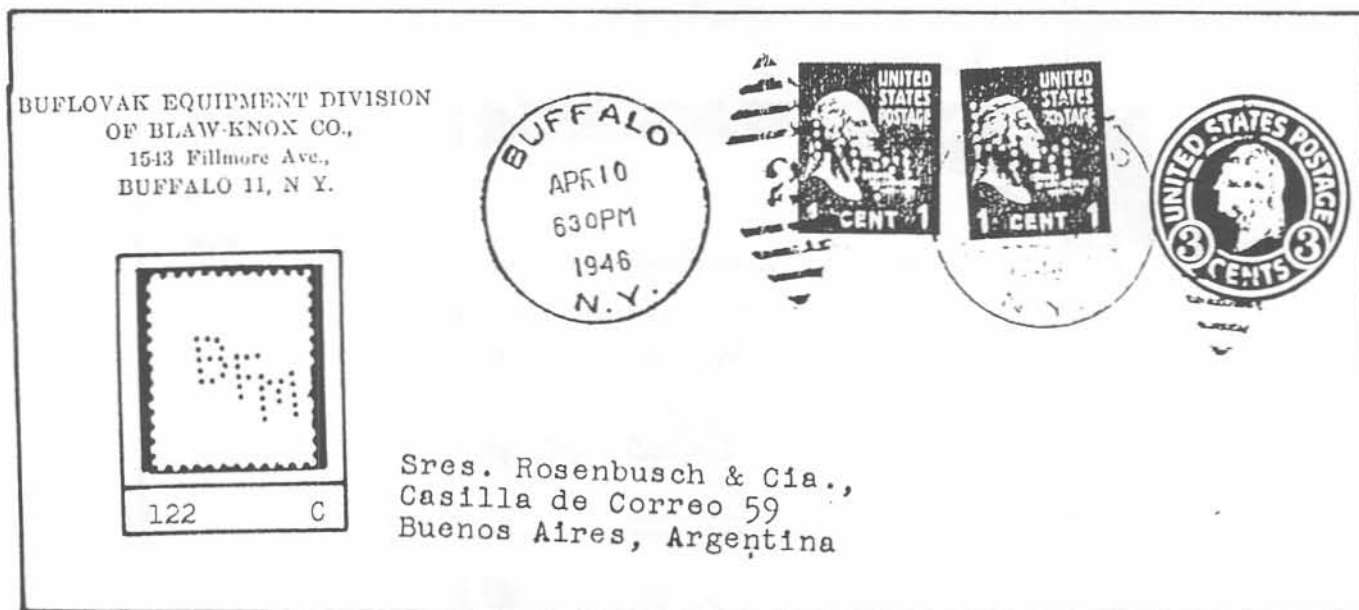 BUFLOVAK EQUIPMENT DIVISION
OF BLAW-KNOX CO.,
1543 Fillmore Ave.,
BUFFALO 11, N Y.
BUFFALO
APR 10
630PM
1946
N.Y.
UNITED
STATES
POSTAGE
1 CENT 1
UNITED
STATES
POSTAGE
1 CENT 1
N Y
UNITED STATES POSTAGE
3 3
CENTS
BFM
122 C
Sres. Rosenbusch & Cia.,
Casilla de Correo 59
Buenos Aires, Argentina